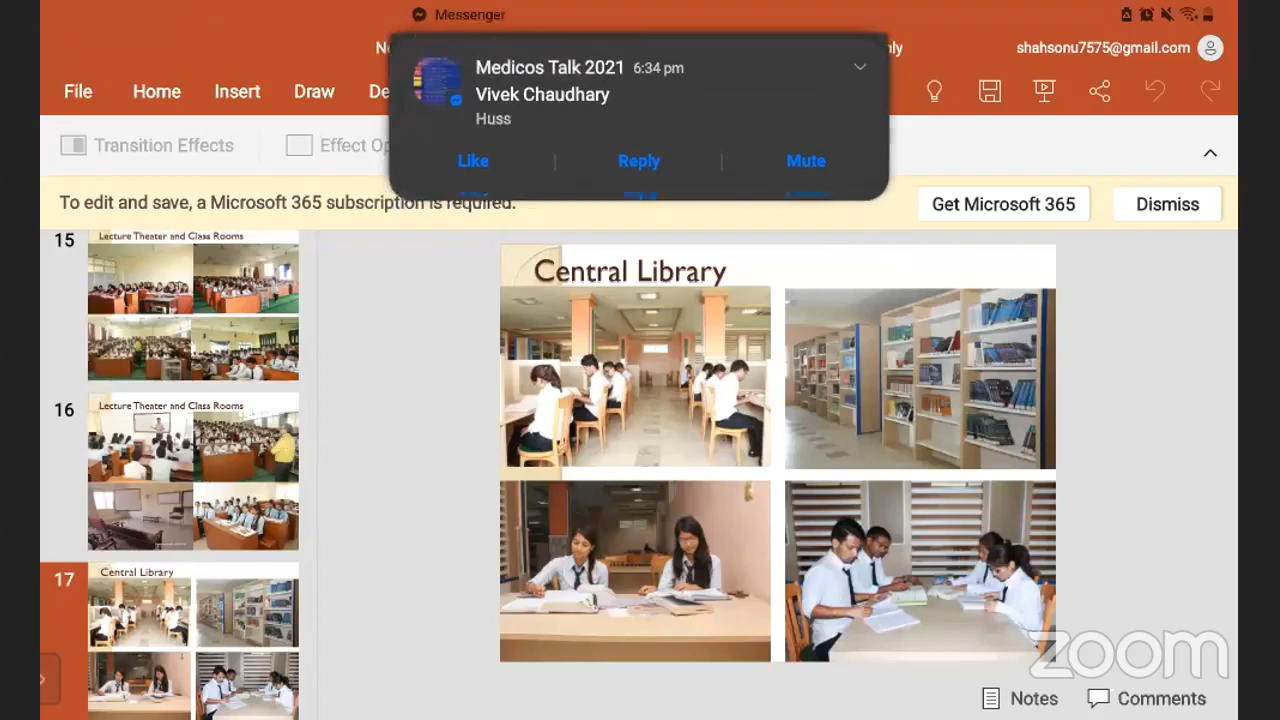 Messenger
Medicos Talk 2021 6:34 pm
Vivek Chaudhary
Huss
Like Reply Mute
shahsonu7575@gmail.com
File Home Insert Draw
Transition Effects
To edit and save, a Microsoft 365 subscription is required.
Get Microsoft 365 Dismiss
15 Lecture Theater and Class Rooms
16 Lecture Theater and Class Rooms
17 Central Library
Central Library
Notes Comments
zoom